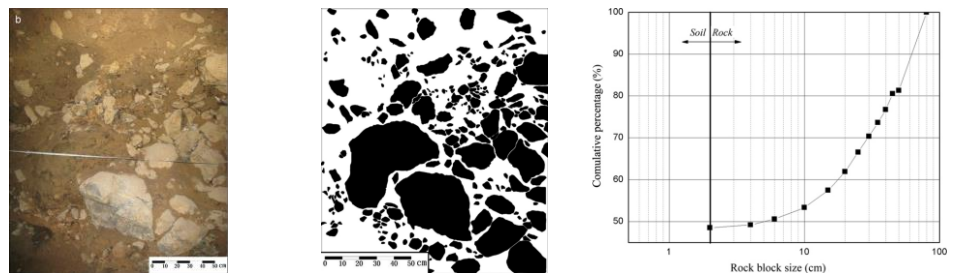 b
0 10 20 30 40 50 cm
0 10 20 30 40 50 cm
Soil Rock
Comulative percentage (%)
100
90
80
70
60
50
1 10 100
Rock block size (cm)